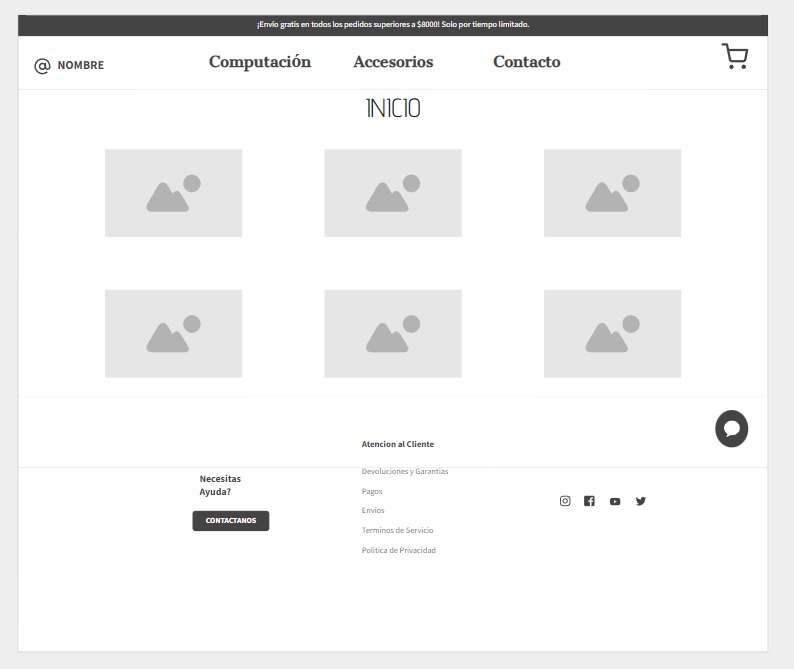 ¡Envío gratis en todos los pedidos superiores a $8000! Solo por tiempo limitado.
@ NOMBRE
Computación
Accesorios
Contacto
INICIO
Atencion al Cliente
Necesitas
Ayuda?
CONTACTANOS
Devoluciones y Garantias
Pagos
Envios
Terminos de Servicio
Politica de Privacidad